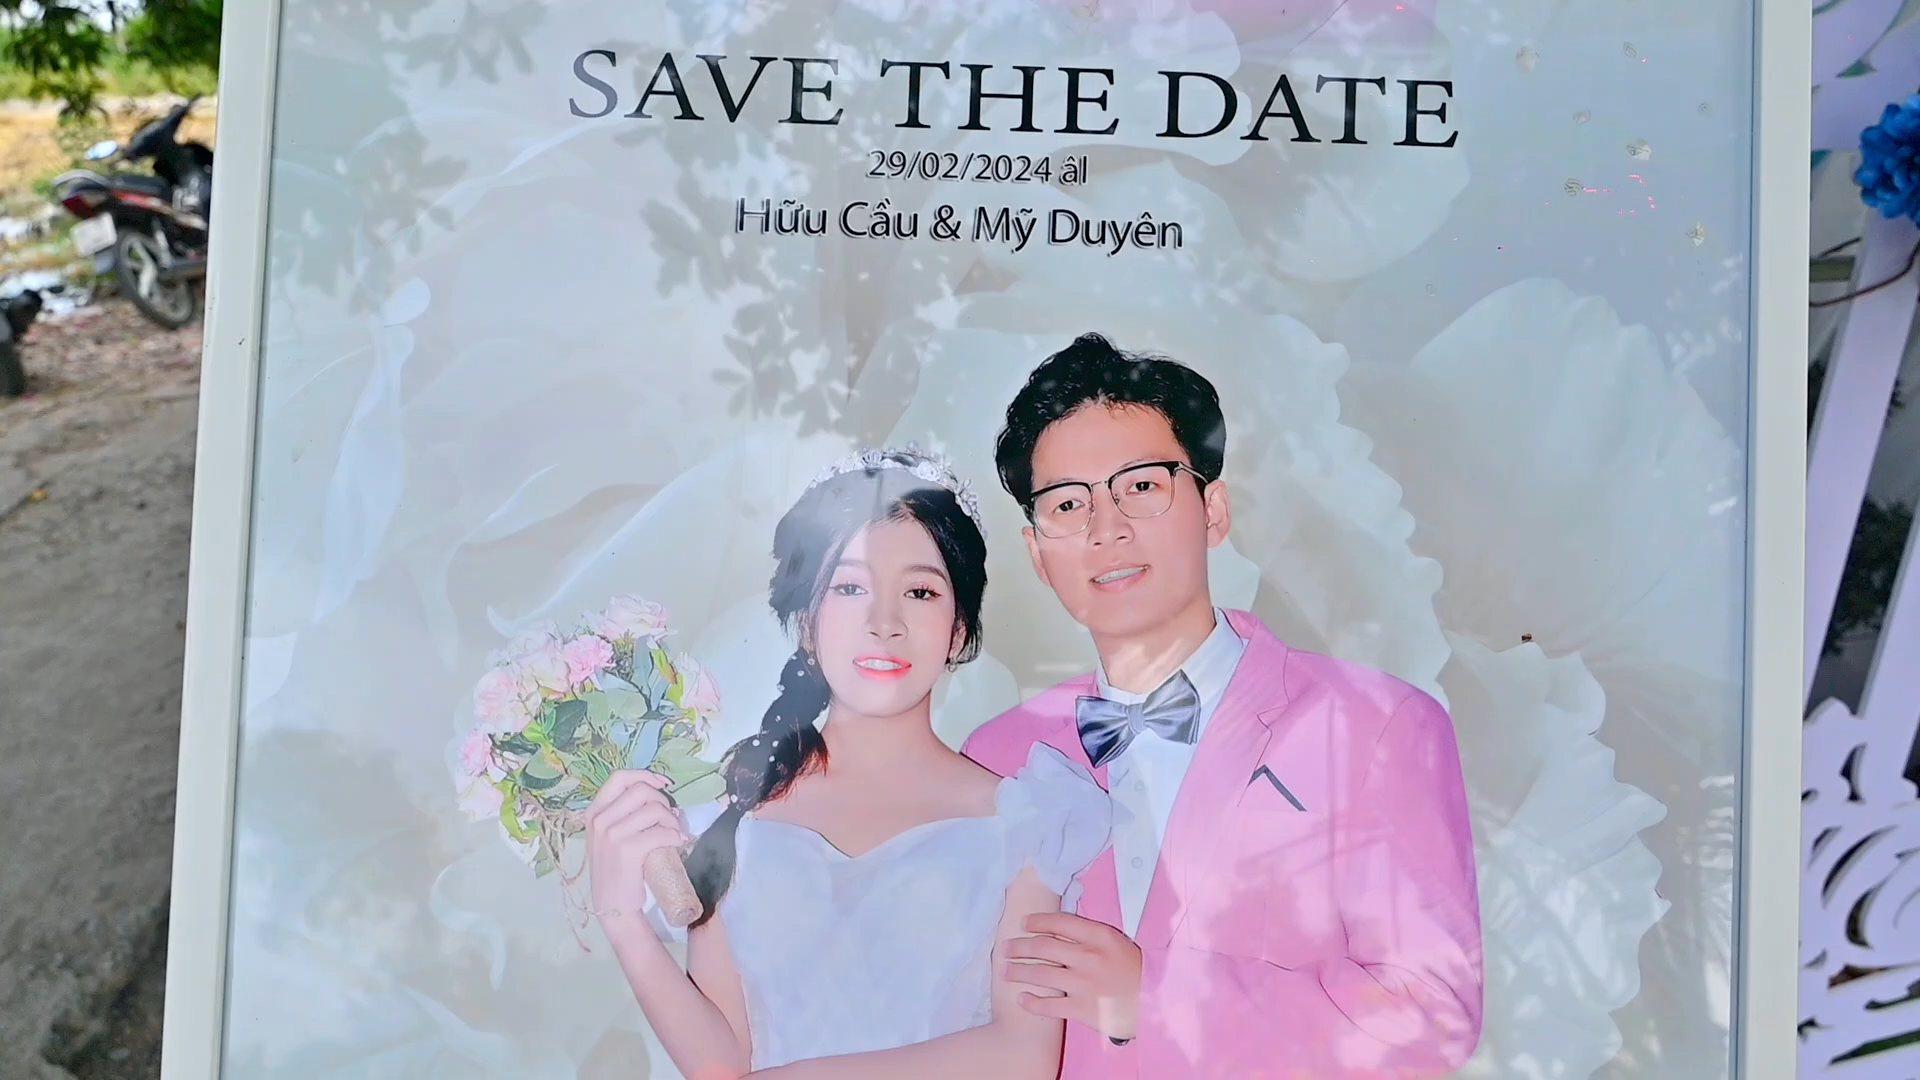 SAVE THE DATE
29/02/2024 âl
Hữu Cầu & Mỹ Duyên